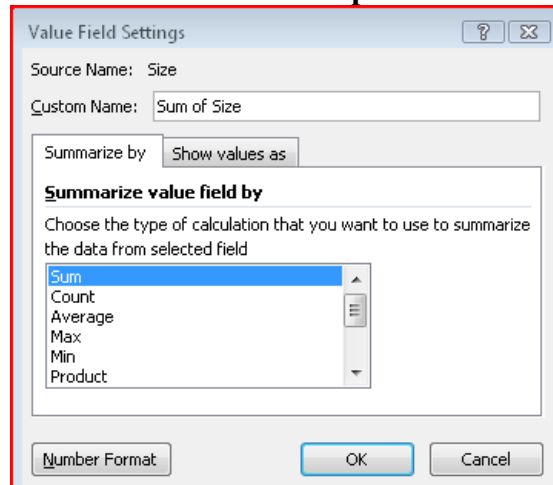 Value Field Settings
Source Name: Size
Custom Name: Sum of Size
Summarize by Show values as
Summarize value field by
Choose the type of calculation that you want to use to summarize
the data from selected field
Sum
Count
Average
Max
Min
Product
Number Format OK Cancel